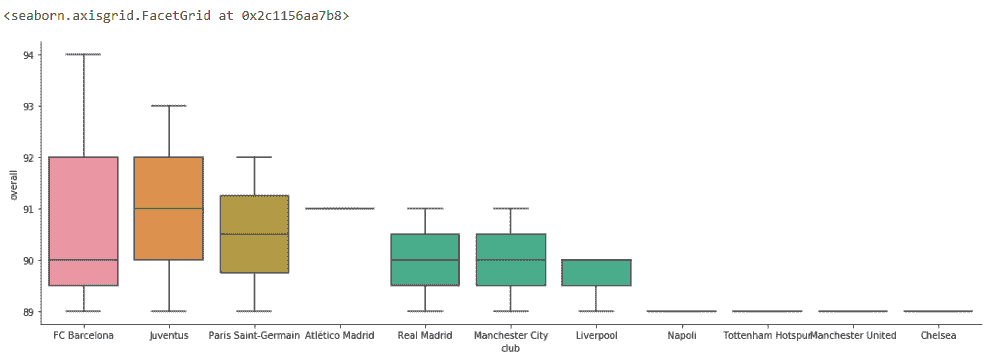 <seaborn.axisgrid.FacetGrid at 0x2c1156aa7b8>
94
93
92
91
90
89
overall
FC Barcelona Juventus Paris Saint-Germain Atlético Madrid Real Madrid Manchester City Liverpool Napoli Tottenham Hotspur Manchester United Chelsea
club